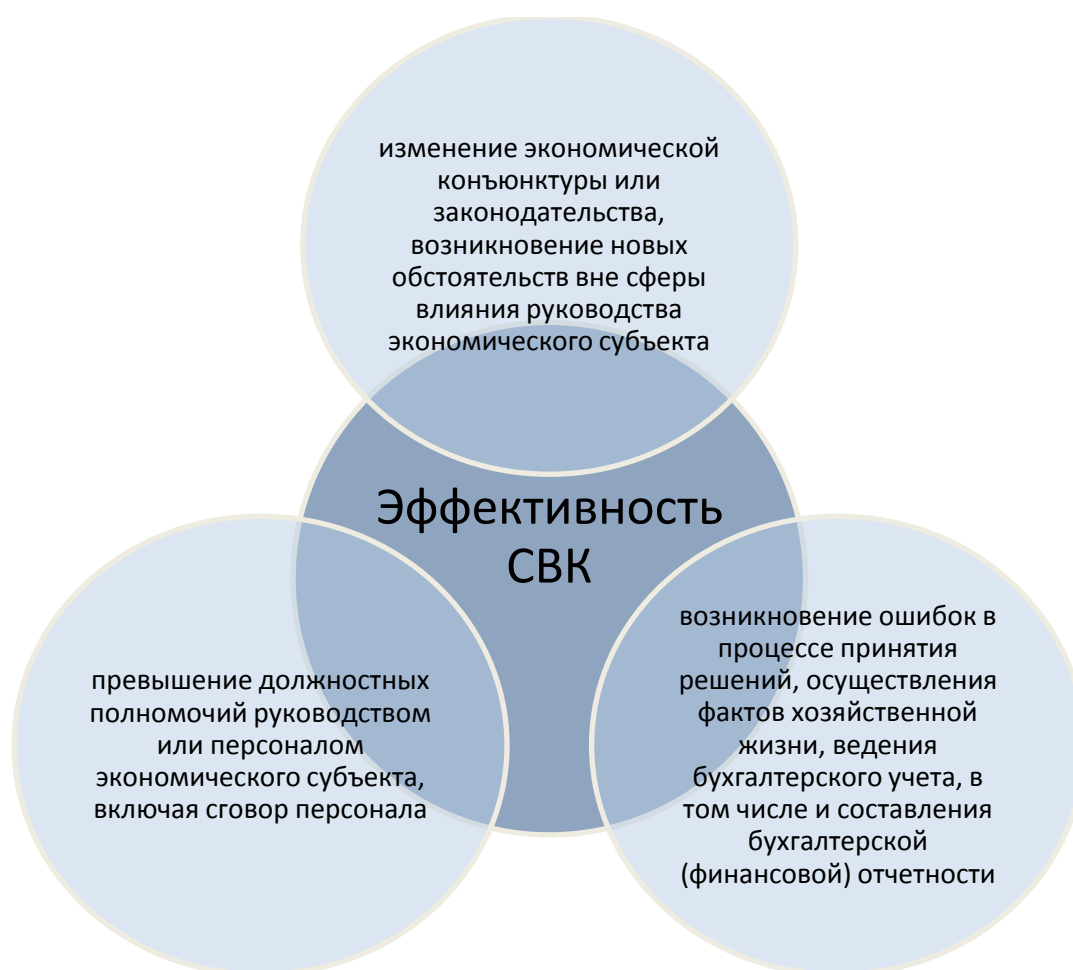 изменение экономической
конъюнктуры или
законодательства,
возникновение новых
обстоятельств вне сферы
влияния руководства
экономического субъекта
Эффективность
СВК
превышение должностных
полномочий руководством
или персоналом
экономического субъекта,
включая сговор персонала
возникновение ошибок в
процессе принятия
решений, осуществления
фактов хозяйственной
жизни, ведения
бухгалтерского учета, в
том числе и составления
бухгалтерской
(финансовой) отчетности